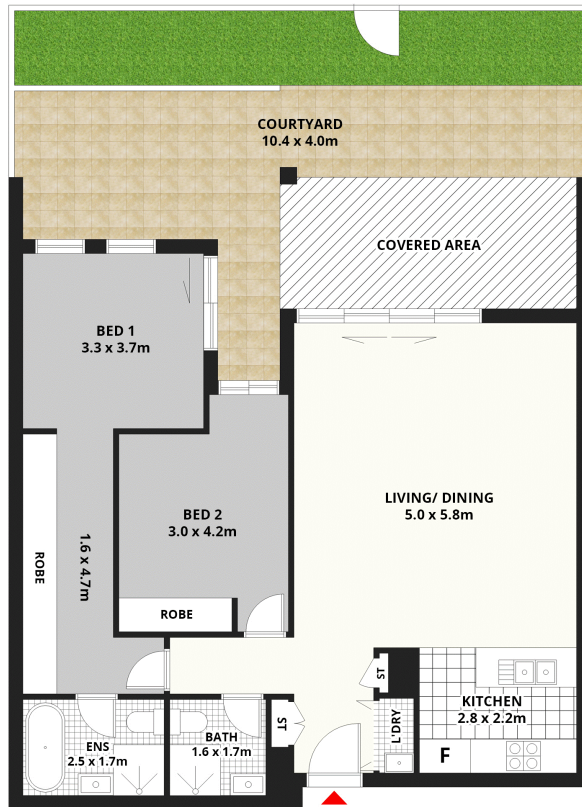 COURTYARD
10.4 x 4.0m
COVERED AREA
BED 1
3.3 x 3.7m
LIVING/ DINING
5.0 x 5.8m
BED 2
3.0 x 4.2m
ROBE
1.6 x 4.7m
ROBE
ST
KITCHEN
2.8 x 2.2m
ST
L'DRY
BATH
1.6 x 1.7m
ENS
2.5 x 1.7m
F